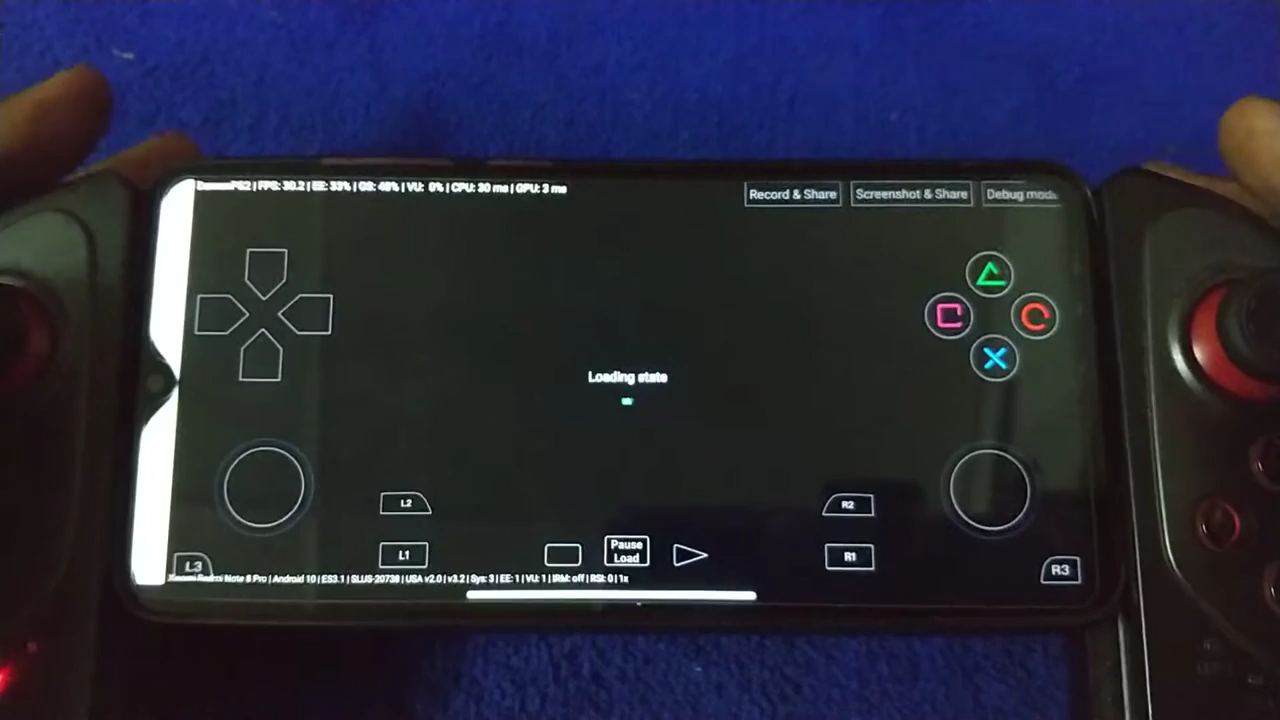 DamonPS2 | FPS: 30.2 | EE: 33% | GS: 48% | VU: 0% | CPU: 30 ms | GPU: 3 ms
Record & Share
Screenshot & Share
Debug mode
Loading state
L2
R2
L1
Pause
Load
R1
L3
R3
Xiaomi Redmi Note 8 Pro | Android 10 | ES3.1 | SLUS-20738 | USA v2.0 | v3.2 | Sys: 3 | EE: 1 | VU: 1 | IRM: off | RSI: 0 | 1x